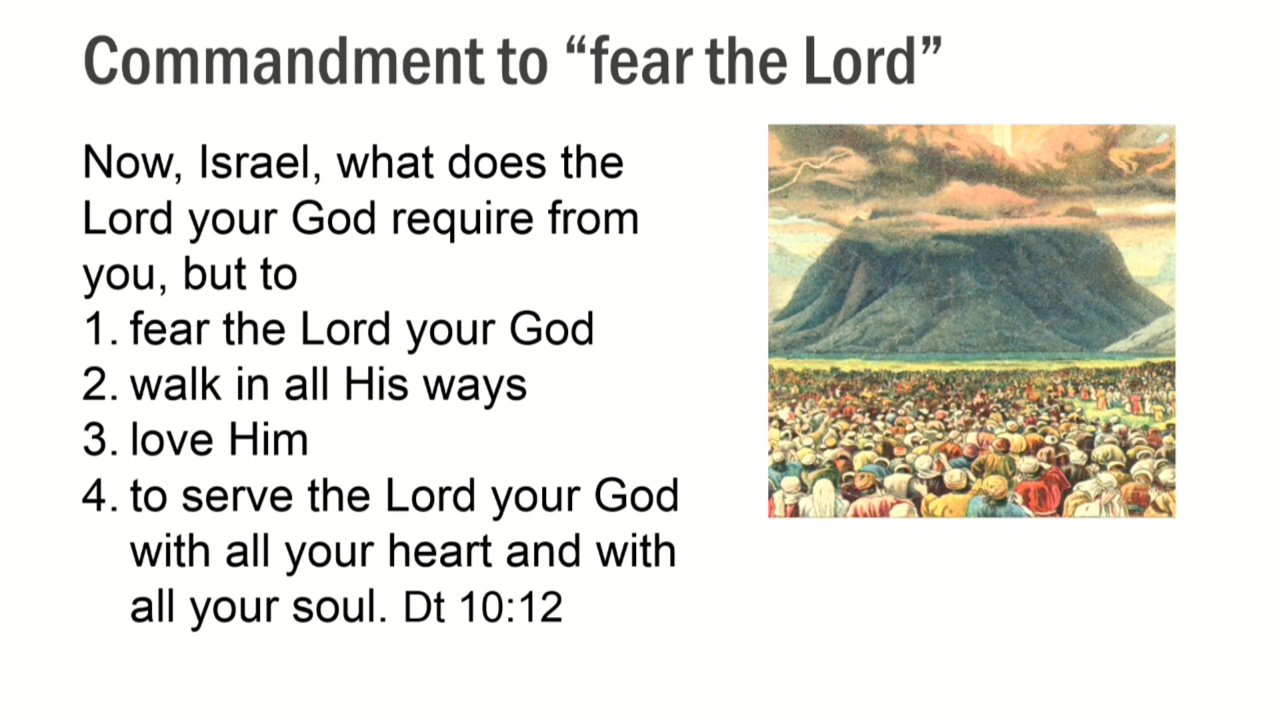 Commandment to “fear the Lord”
Now, Israel, what does the
Lord your God require from
you, but to
1. fear the Lord your God
2. walk in all His ways
3. love Him
4. to serve the Lord your God
with all your heart and with
all your soul. Dt 10:12